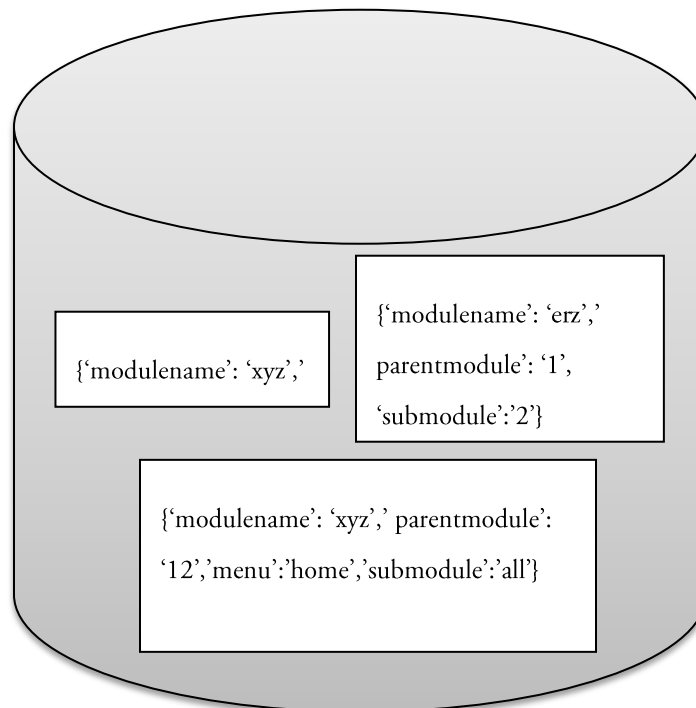 {‘modulename’: ‘xyz’,’
{‘modulename’: ‘erz’,’
parentmodule’: ‘1’,
‘submodule’:’2’}
{‘modulename’: ‘xyz’,’ parentmodule’:
‘12’,’menu’:’home’,’submodule’:’all’}